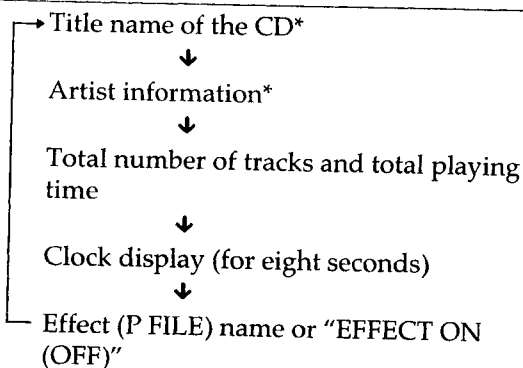 Title name of the CD*
Artist information*
Total number of tracks and total playing
time
Clock display (for eight seconds)
Effect (P FILE) name or “EFFECT ON
(OFF)”